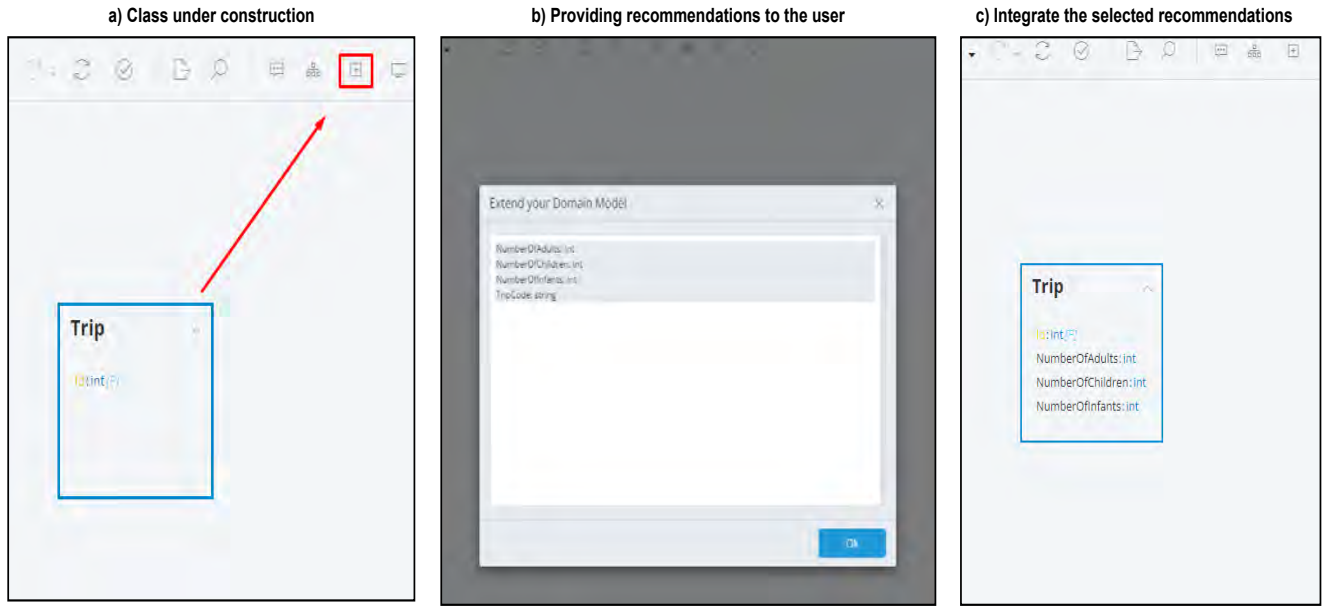 a) Class under construction
b) Providing recommendations to the user
c) Integrate the selected recommendations
Trip
Id:int(P)
Extend your Domain Model
NumberOfAdults: int
NumberOfChildren: int
NumberOfInfants: int
TripCode: string
Ok
Trip
Id:int(P)
NumberOfAdults:int
NumberOfChildren:int
NumberOfInfants:int